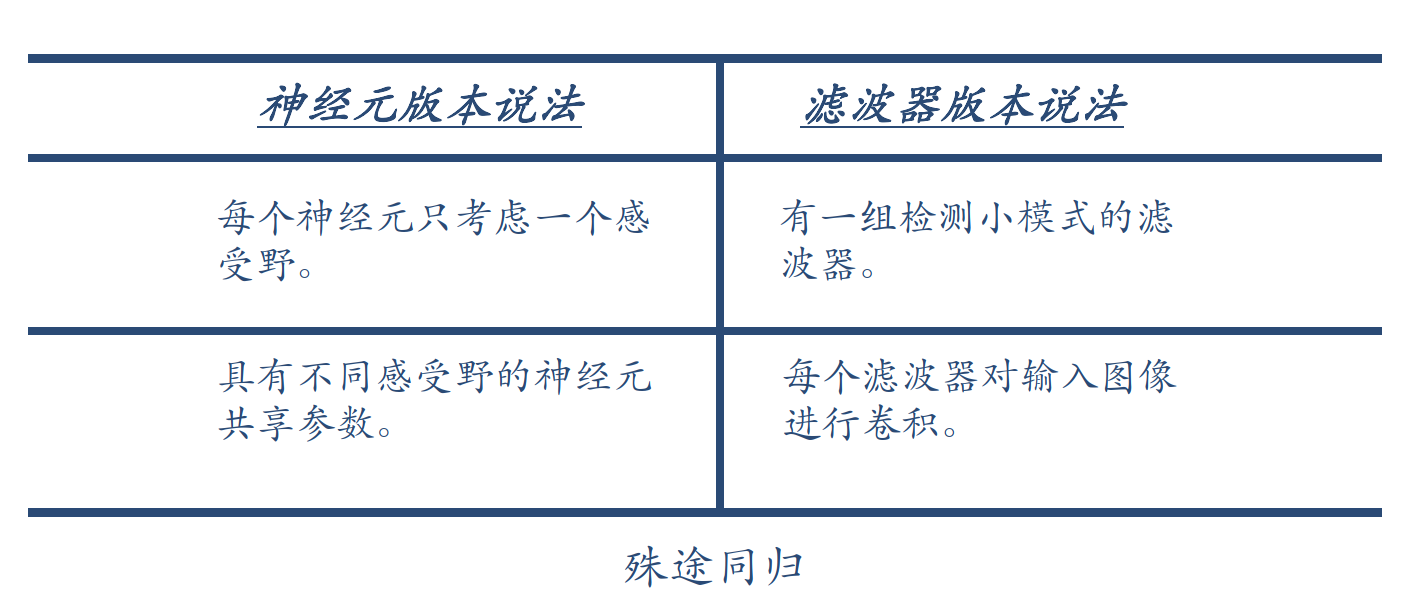 神经元版本说法
滤波器版本说法
每个神经元只考虑一个感
受野。
有一组检测小模式的滤
波器。
具有不同感受野的神经元
共享参数。
每个滤波器对输入图像
进行卷积。
殊途同归